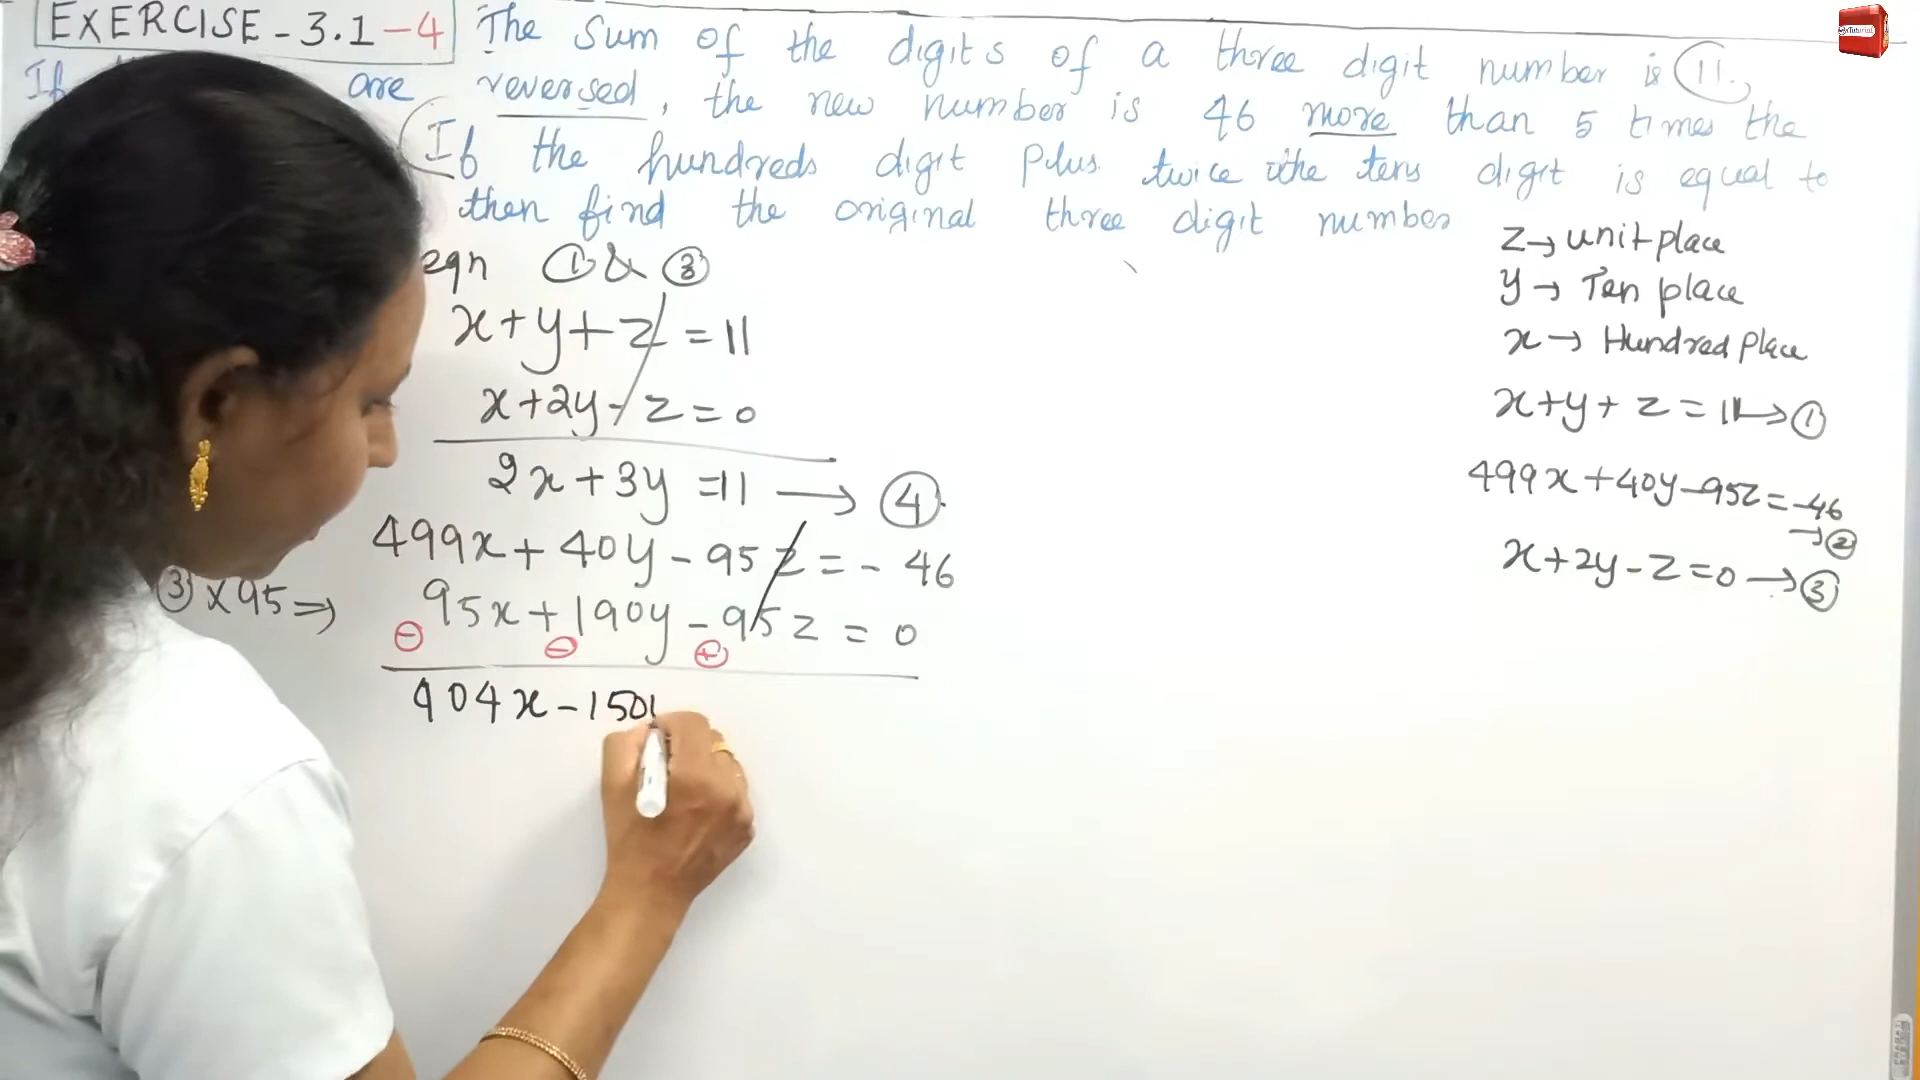 EXERCISE - 3.1 - 4 The Sum of the digits of a three digit number is 11.
If are reversed, the new number is 46 more than 5 times the
If the hundreds digit plus twice the tens digit is equal to
then find the original three digit number
eqn ① & ③
x+y+z = 11
x+2y-z=0
2x+3y =11 → ④
499x+40y-95z=-46
③ x95 ⇒ 95x+190y-95z = 0
⊖ ⊖ ⊕
404x-150
z→ unit place
y→ Ten place
x→ Hundred place
x+y+z=11→①
499x+40y-95z=-46
→②
x+2y-z=0→③